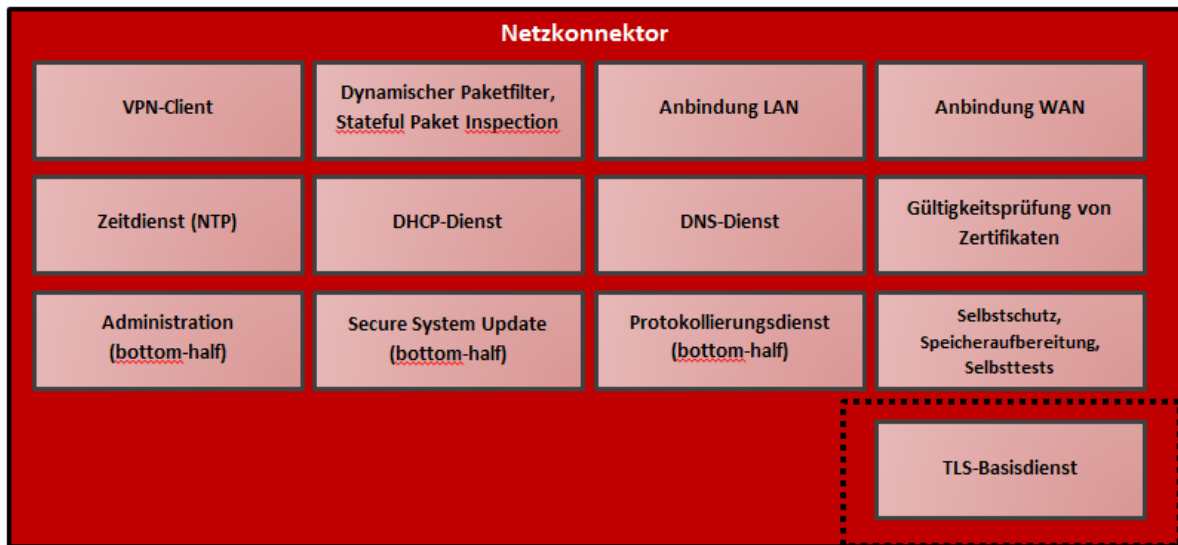 Netzkonnektor
VPN-Client
Dynamischer Paketfilter,
Stateful Paket Inspection
Anbindung LAN
Anbindung WAN
Zeitdienst (NTP)
DHCP-Dienst
DNS-Dienst
Gültigkeitsprüfung von
Zertifikaten
Administration
(bottom-half)
Secure System Update
(bottom-half)
Protokollierungsdienst
(bottom-half)
Selbstschutz,
Speicheraufbereitung,
Selbsttests
TLS-Basisdienst